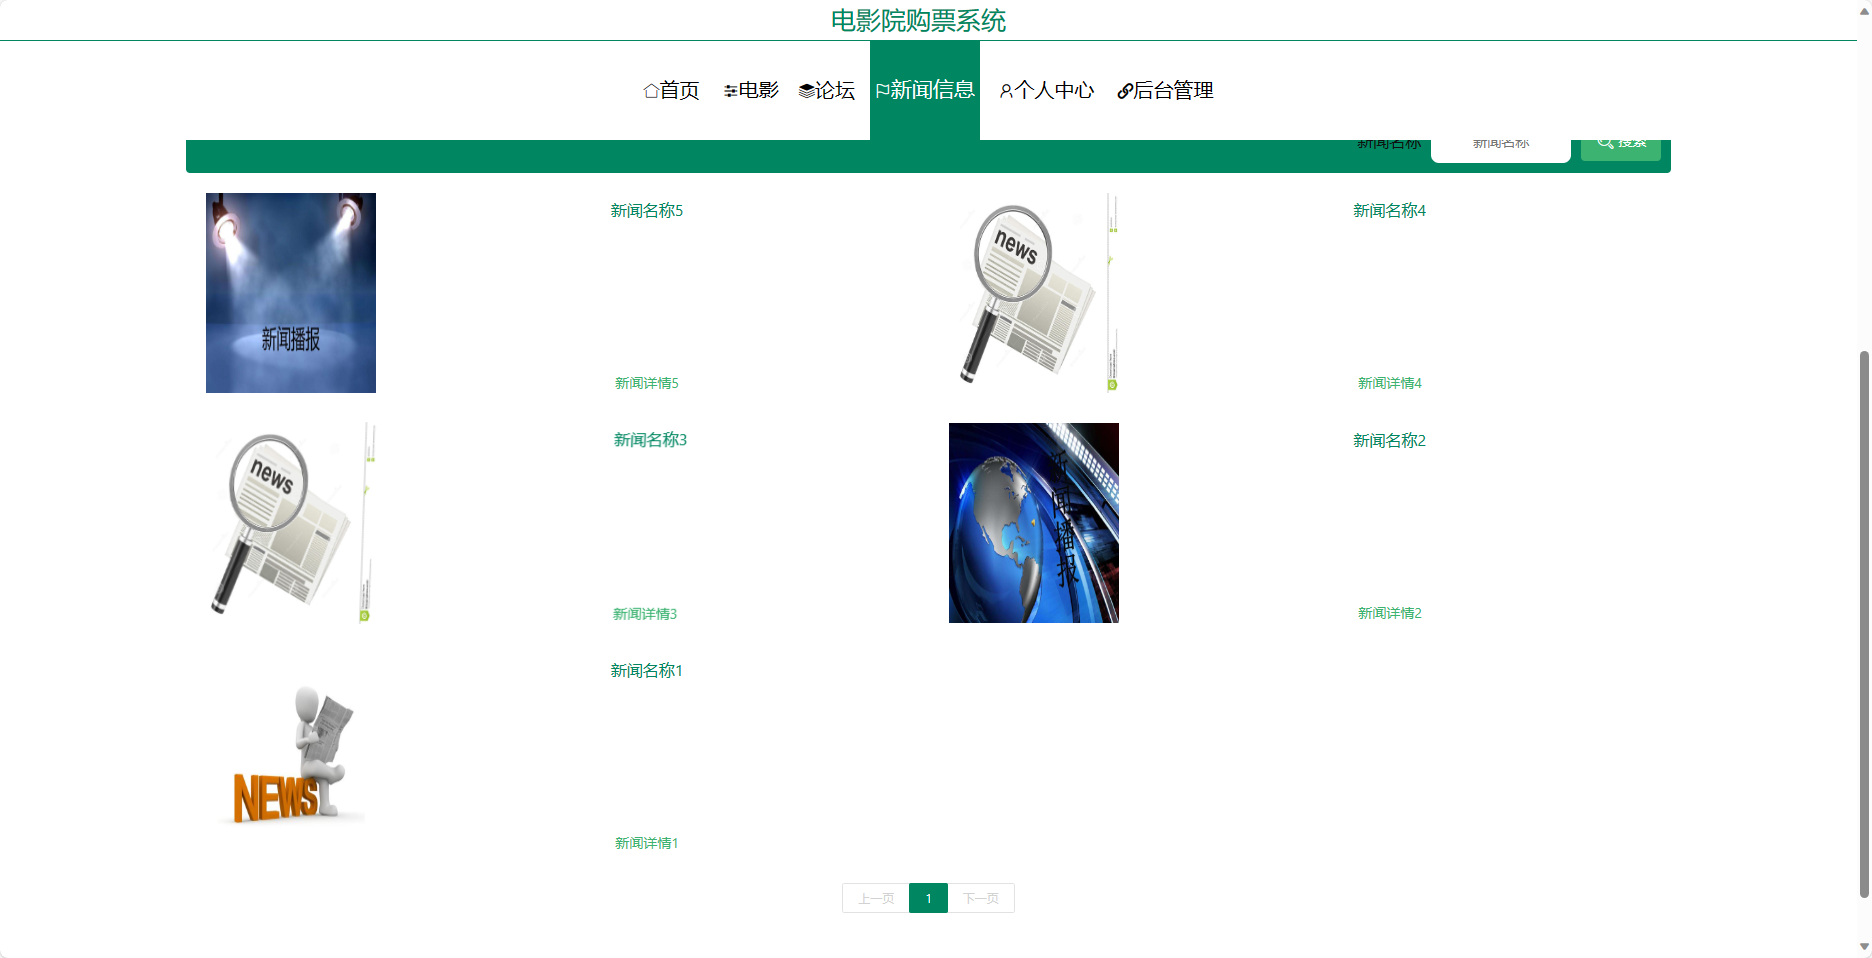 电影院购票系统
首页 电影 论坛 新闻信息 个人中心 后台管理
新闻名称 新闻名称 搜索
新闻播报
新闻名称5
新闻详情5
news
新闻名称4
新闻详情4
news
新闻名称3
新闻详情3
新闻播报
新闻名称2
新闻详情2
NEWS
新闻名称1
新闻详情1
上一页 1 下一页